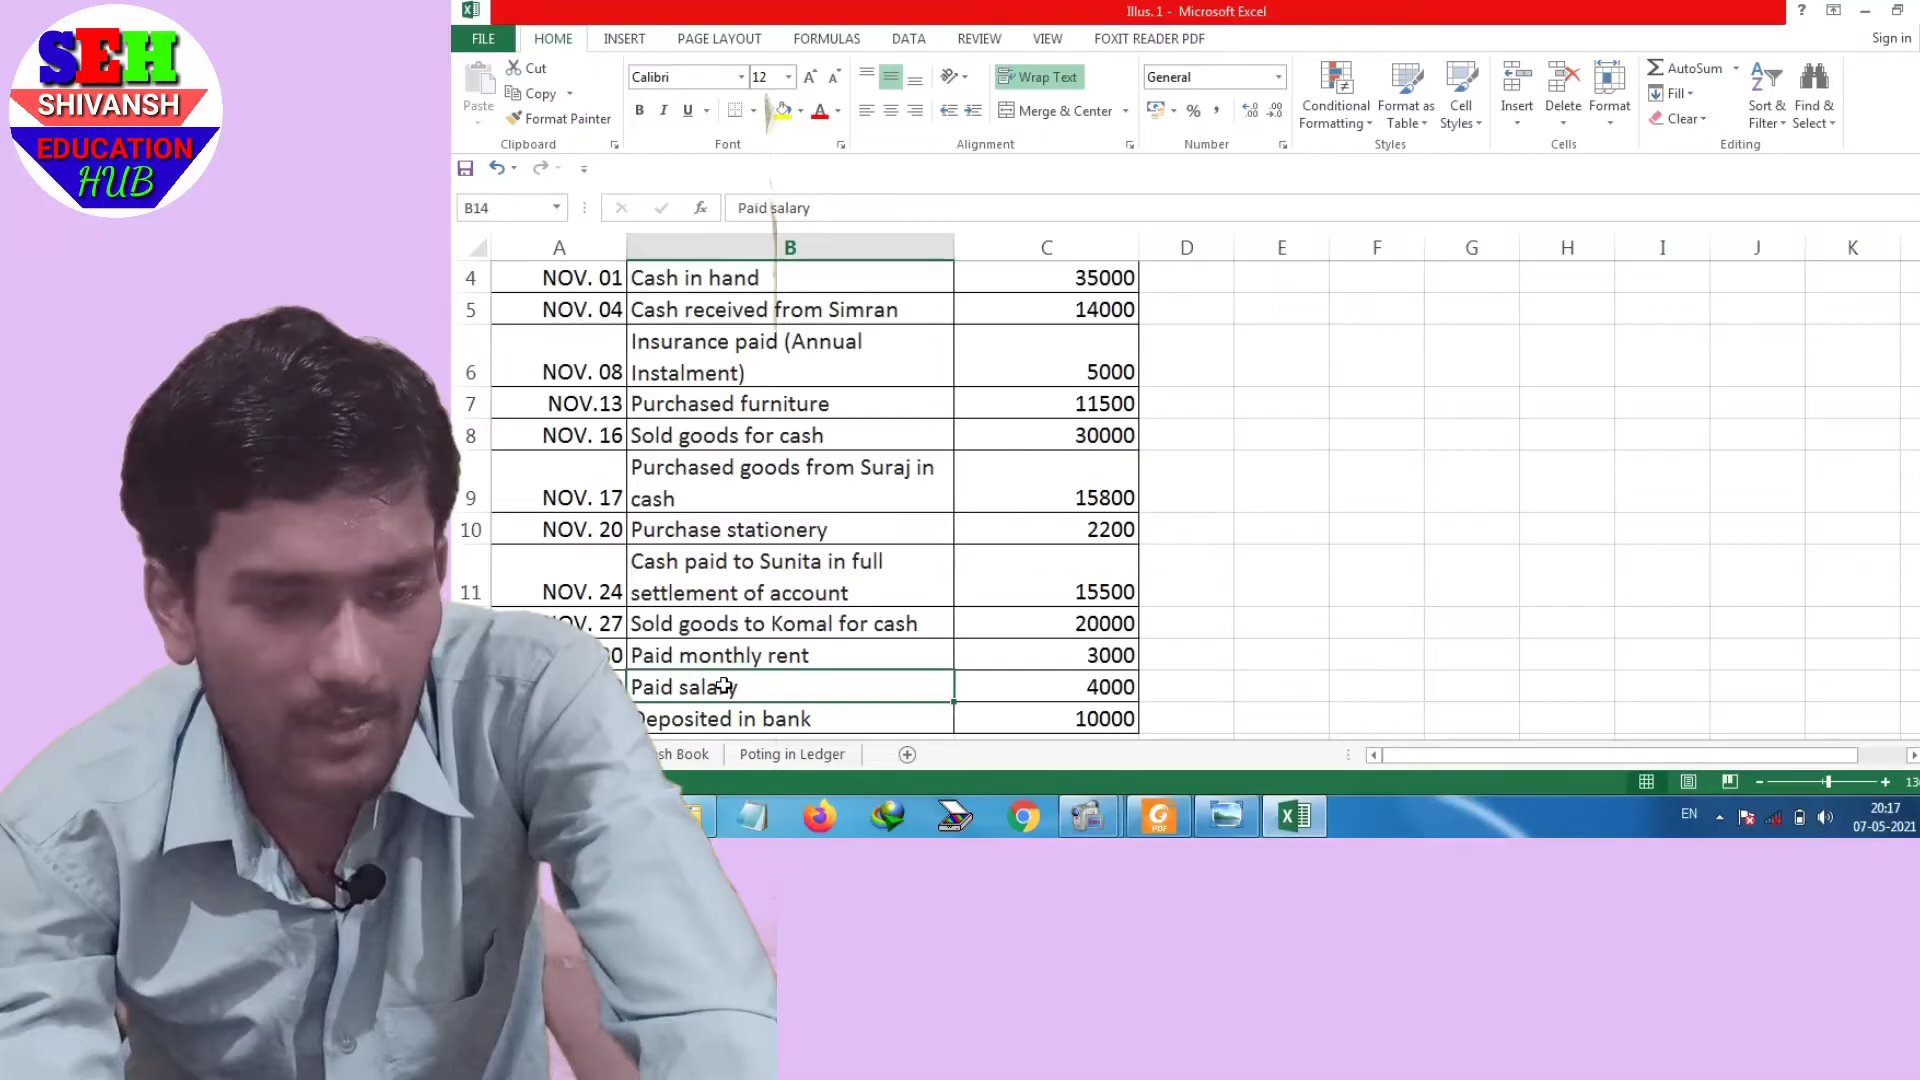 SEH
SHIVANSH
EDUCATION
HUB
Illus. 1 - Microsoft Excel
?
Sign in
FILE HOME INSERT PAGE LAYOUT FORMULAS DATA REVIEW VIEW FOXIT READER PDF
Paste
Cut
Copy
Format Painter
Clipboard
Calibri 12
B I U
Font
Wrap Text
Merge & Center
Alignment
General
Number
Conditional Formatting
Format as Table
Cell Styles
Styles
Insert
Delete
Format
Cells
AutoSum
Fill
Clear
Sort & Filter
Find & Select
Editing
B14 fx Paid salary
A B C D E F G H I J K
4 NOV. 01 Cash in hand 35000
5 NOV. 04 Cash received from Simran 14000
Insurance paid (Annual
6 NOV. 08 Instalment) 5000
7 NOV.13 Purchased furniture 11500
8 NOV. 16 Sold goods for cash 30000
Purchased goods from Suraj in
9 NOV. 17 cash 15800
10 NOV. 20 Purchase stationery 2200
Cash paid to Sunita in full
11 NOV. 24 settlement of account 15500
27 Sold goods to Komal for cash 20000
Paid monthly rent 3000
Paid salary 4000
Deposited in bank 10000
Book Poting in Ledger
PDF
EN
20:17
07-05-2021